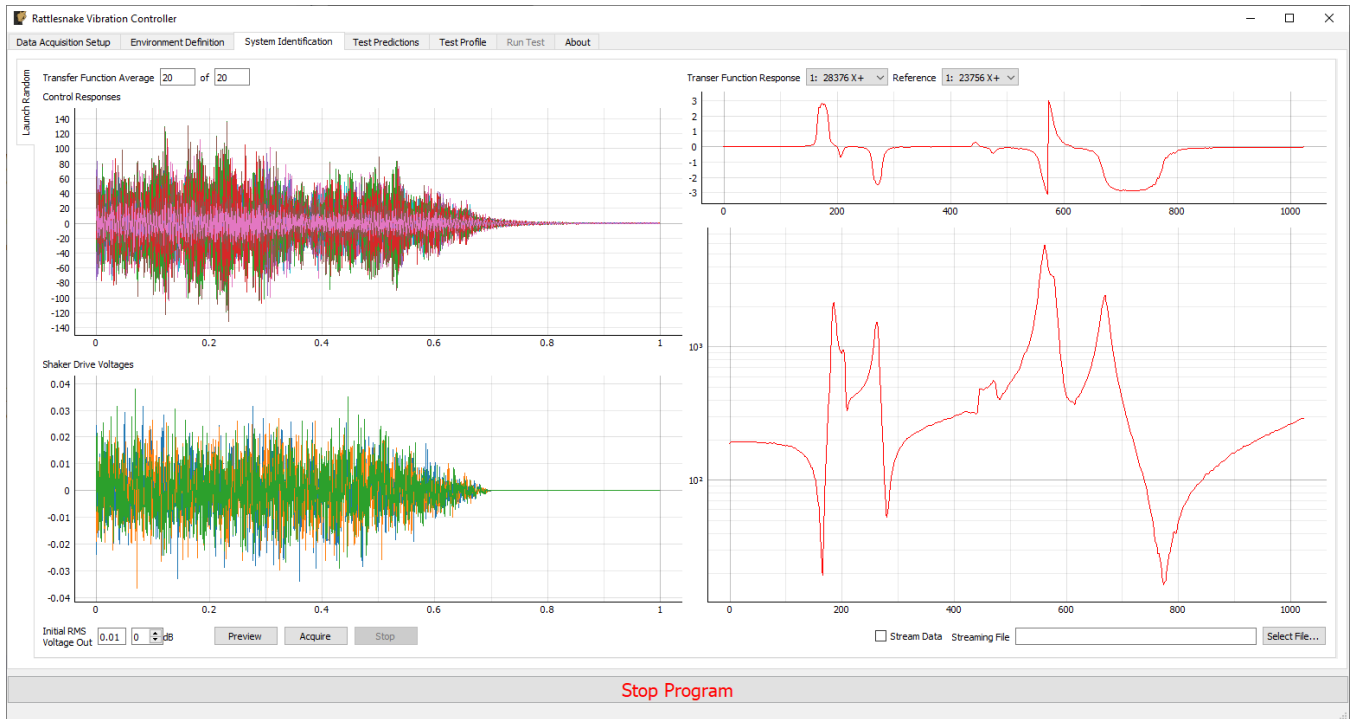 Rattlesnake Vibration Controller
Data Acquisition Setup Environment Definition System Identification Test Predictions Test Profile Run Test About
Launch Random
Transfer Function Average 20 of 20
Control Responses
140
120
100
80
60
40
20
0
-20
-40
-60
-80
-100
-120
-140
0 0.2 0.4 0.6 0.8 1
Shaker Drive Voltages
0.04
0.03
0.02
0.01
0
-0.01
-0.02
-0.03
-0.04
0 0.2 0.4 0.6 0.8 1
Initial RMS
Voltage Out 0.01 0 dB Preview Acquire Stop
Transer Function Response 1: 28376 X+ Reference 1: 23756 X+
3
2
1
0
-1
-2
-3
0 200 400 600 800 1000
10³
10²
0 200 400 600 800 1000
Stream Data Streaming File Select File...
Stop Program